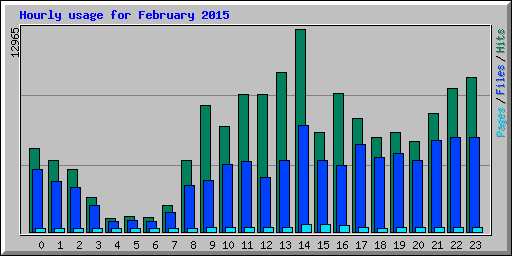 Hourly usage for February 2015
12965
Pages/Files/Hits
0 1 2 3 4 5 6 7 8 9 10 11 12 13 14 15 16 17 18 19 20 21 22 23